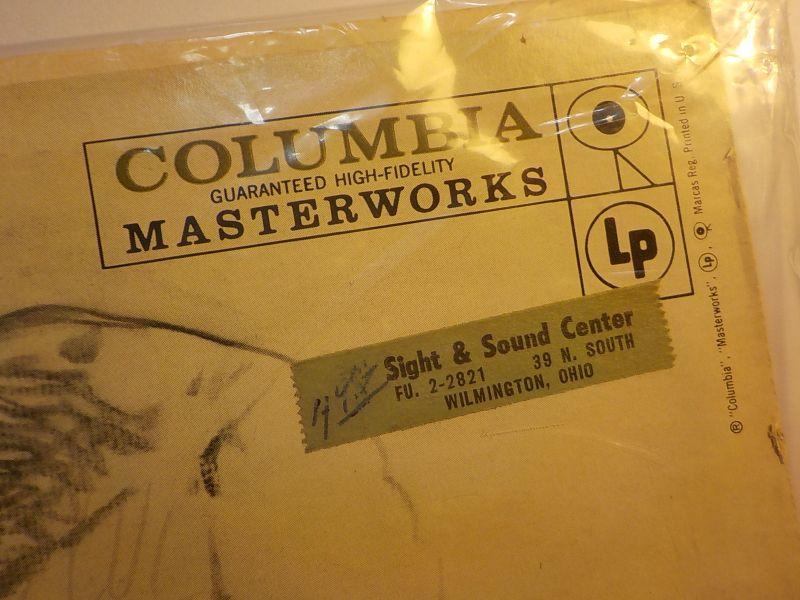 COLUMBIA
GUARANTEED HIGH-FIDELITY
MASTERWORKS
LP
Sight & Sound Center
FU. 2-2821 39 N. SOUTH
WILMINGTON, OHIO
® "Columbia", "Masterworks", LP, Marcas Reg. Printed in U S